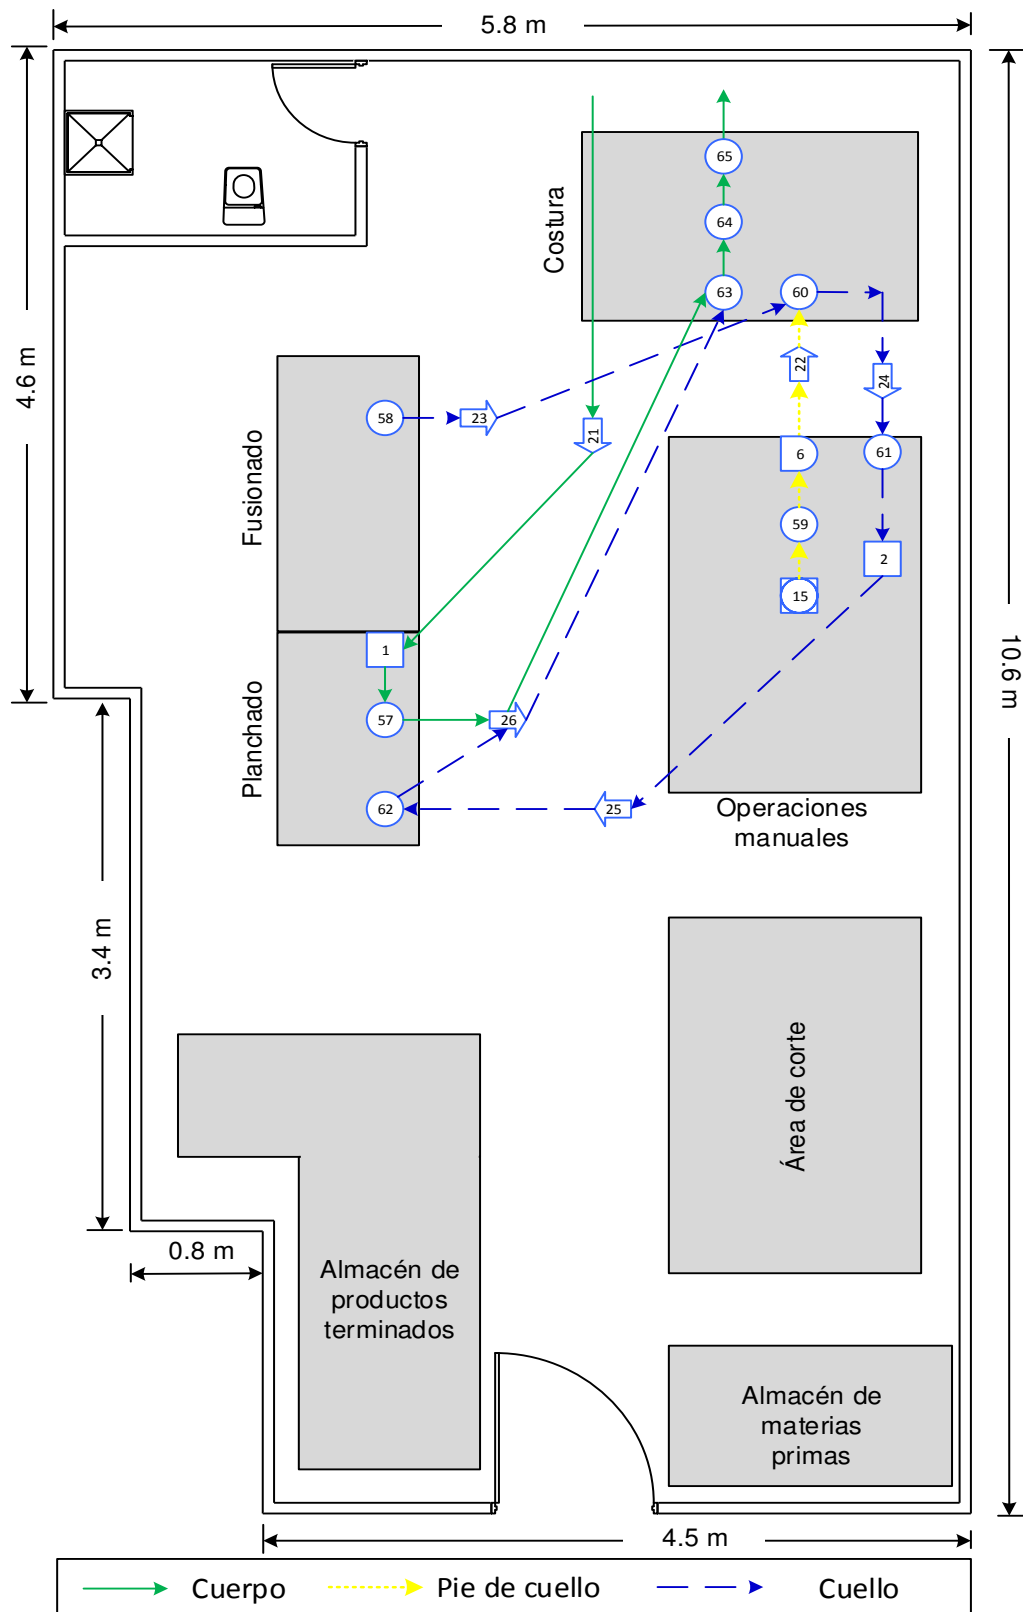 5.8 m
65
Costura
64
63
60
4.6 m
22
24
58
23
21
Fusionado
6
61
59
2
15
1
10.6 m
Planchado
57
26
62
25
Operaciones
manuales
3.4 m
Área de corte
0.8 m
Almacén de
productos
terminados
Almacén de
materias
primas
4.5 m
Cuerpo
Pie de cuello
Cuello